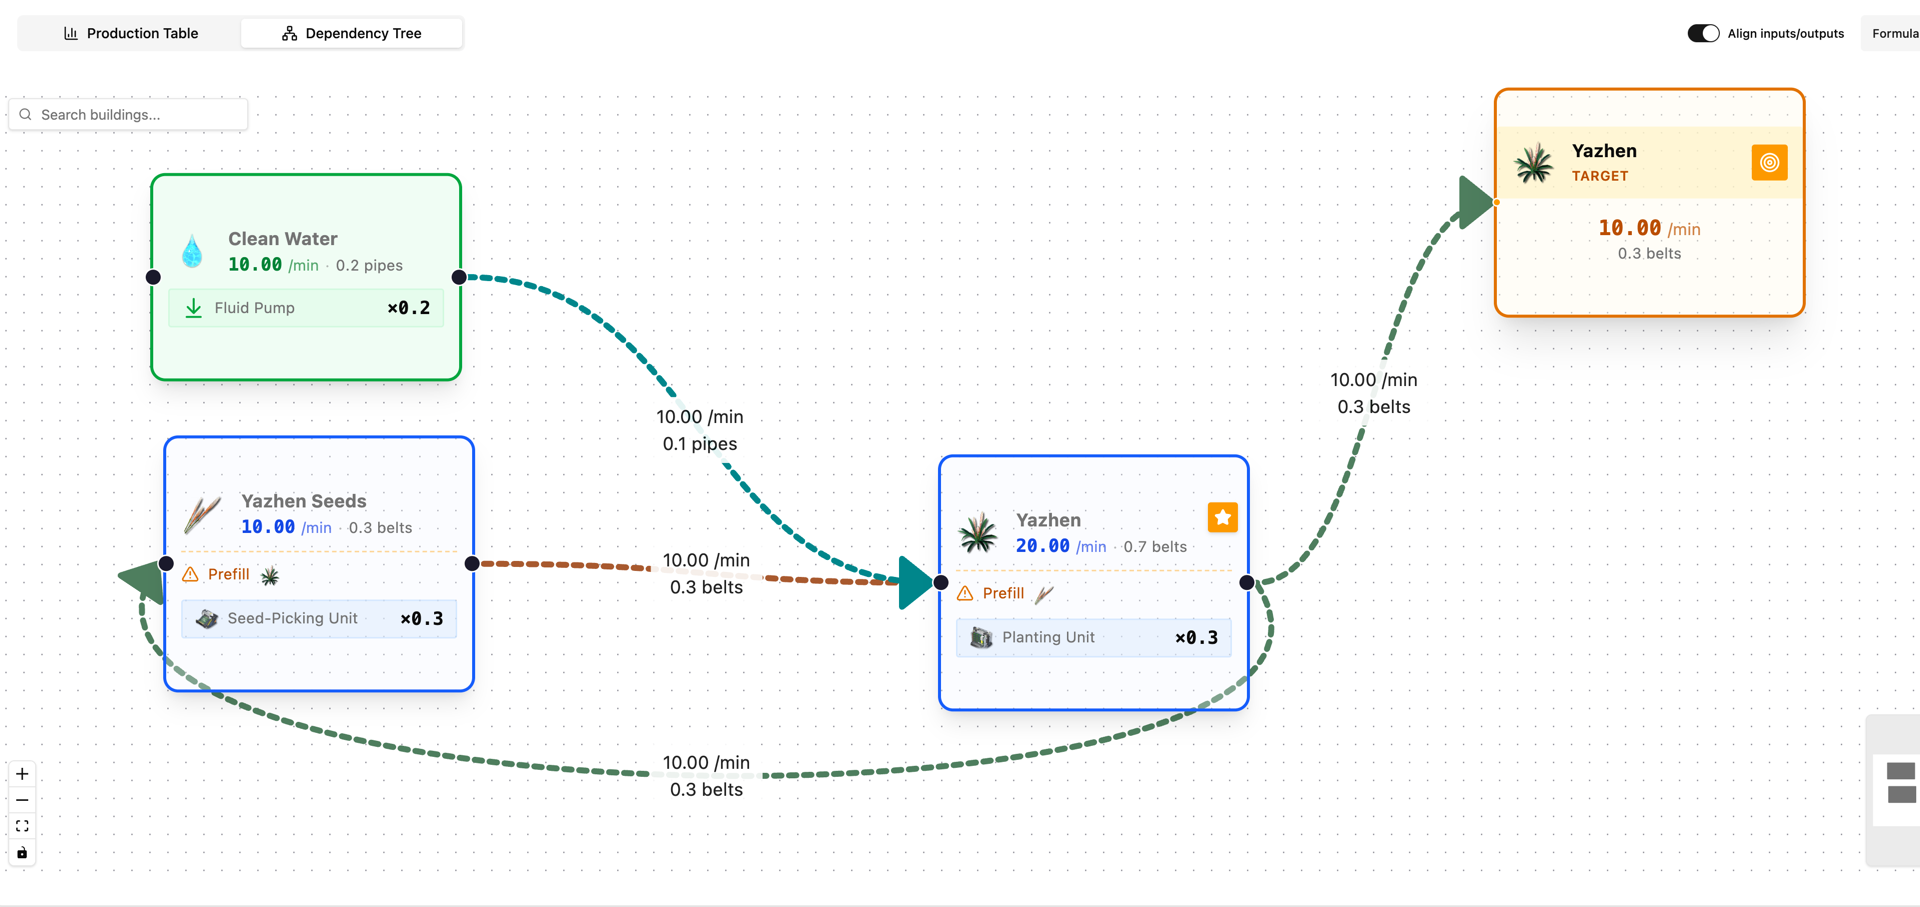 Production Table
Dependency Tree
Align inputs/outputs
Formula
Search buildings...
Yazhen
TARGET
10.00 /min
0.3 belts
Clean Water
10.00 /min · 0.2 pipes
Fluid Pump ×0.2
10.00 /min
0.3 belts
10.00 /min
0.1 pipes
Yazhen Seeds
10.00 /min · 0.3 belts
Prefill
Seed-Picking Unit ×0.3
10.00 /min
0.3 belts
Yazhen
20.00 /min · 0.7 belts
Prefill
Planting Unit ×0.3
10.00 /min
0.3 belts